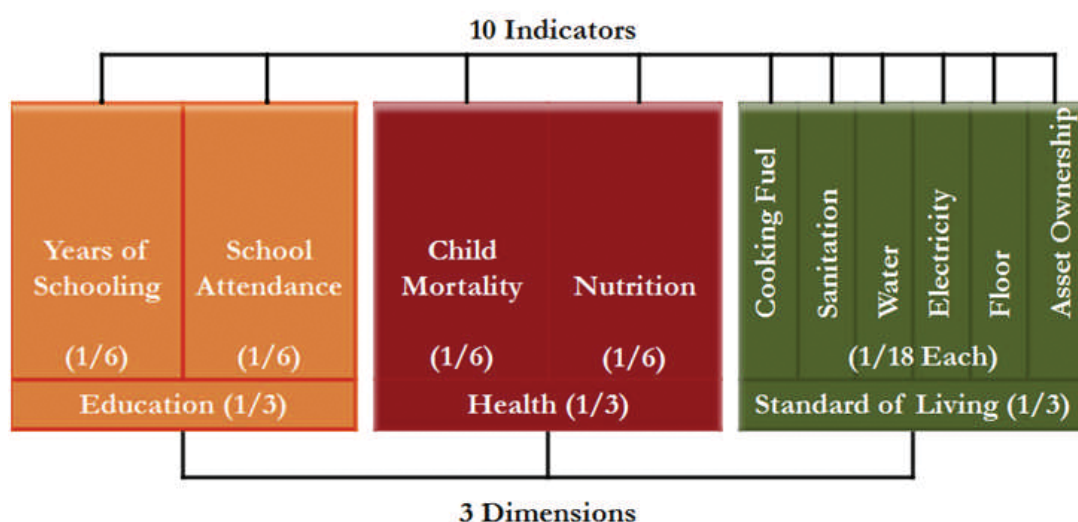 10 Indicators
Years of
Schooling
(1/6)
School
Attendance
(1/6)
Education (1/3)
Child
Mortality
(1/6)
Nutrition
(1/6)
Health (1/3)
Cooking Fuel
Sanitation
Water
Electricity
Floor
Asset Ownership
(1/18 Each)
Standard of Living (1/3)
3 Dimensions